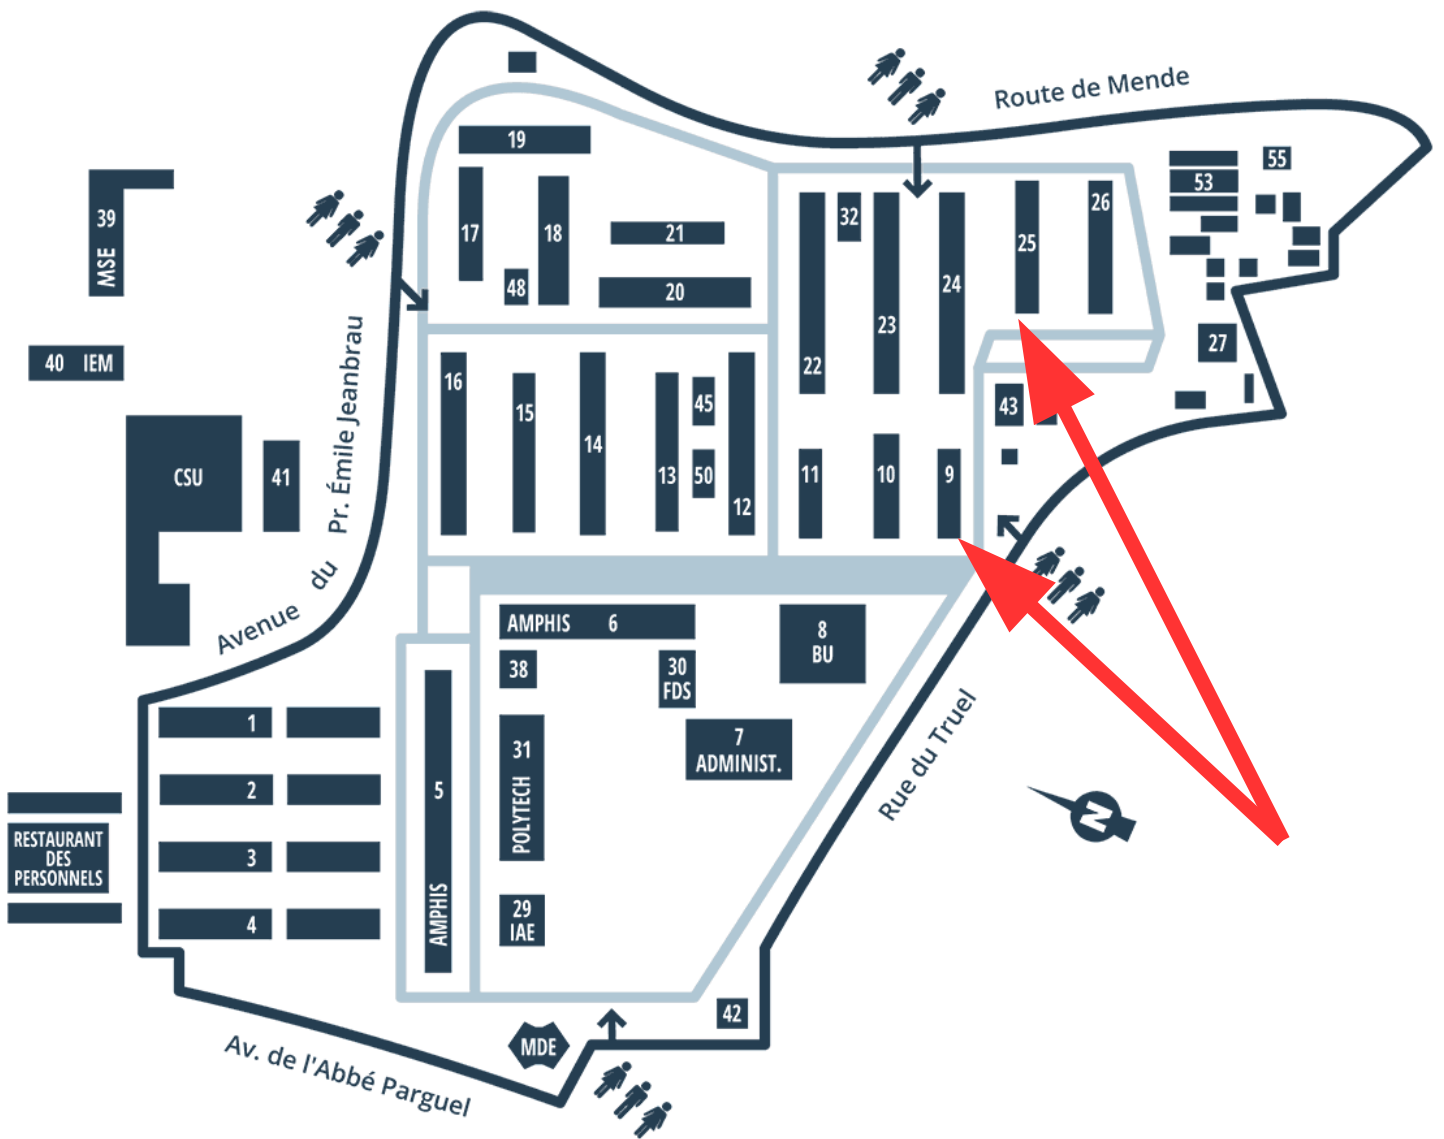 Route de Mende
19
55
53
39
MSE
17
18
21
48
20
32
26
25
24
23
22
27
40 IEM
16
15
14
13
45
50
12
43
11
10
9
CSU
41
Avenue du Pr. Émile Jeanbrau
AMPHIS 6
8
BU
38
30
FDS
1
2
3
4
5
AMPHIS
31
POLYTECH
7
ADMINIST.
Rue du Truel
N
RESTAURANT
DES
PERSONNELS
29
IAE
42
MDE
Av. de l'Abbé Parguel